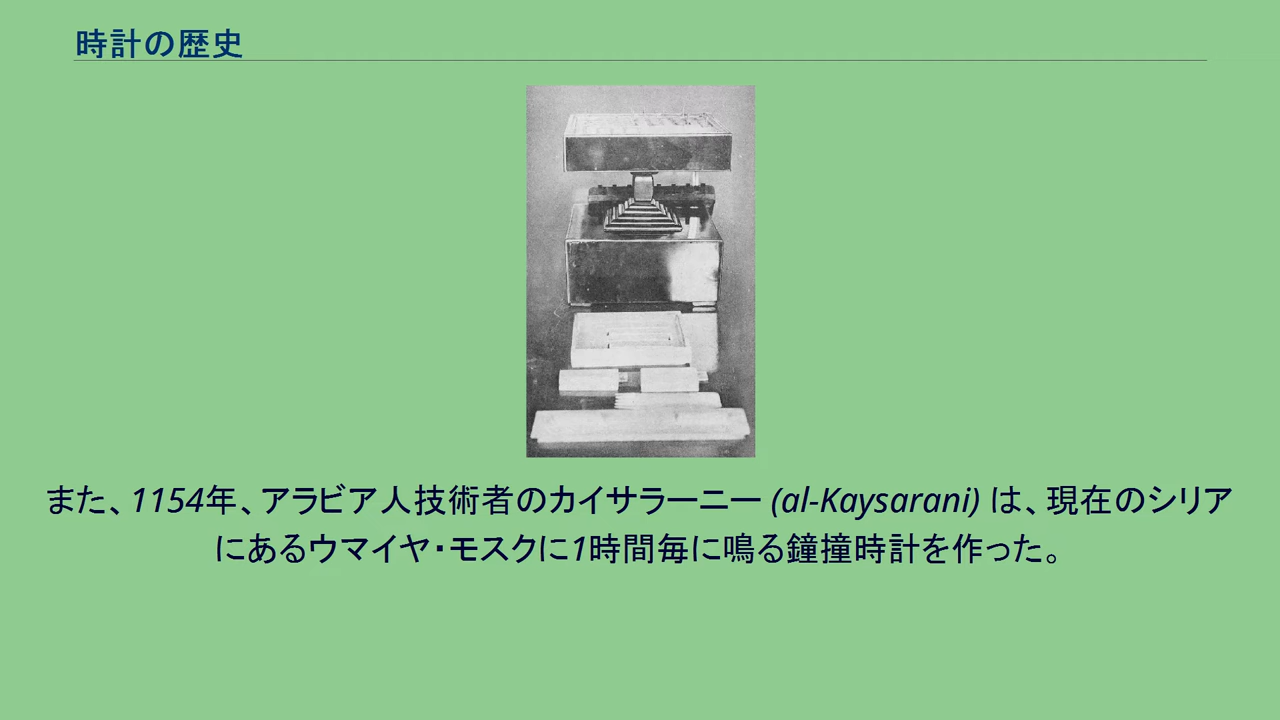 時計の歴史
また、1154年、アラビア人技術者のカイサラーニー (al-Kaysarani) は、現在のシリア
にあるウマイヤ・モスクに1時間毎に鳴る鐘撞時計を作った。